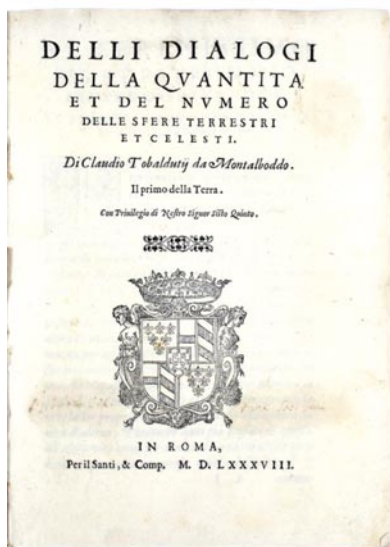 DELLI DIALOGI
DELLA QVANTITA
ET DEL NVMERO
DELLE SFERE TERRESTRI
ET CELESTI.
Di Claudio Tobaldutij da Montalboddo.
Il primo della Terra.
Con Priuilegio di Nostro Signor Sisto Quinto.
IN ROMA,
Per il Santi, & Comp. M. D. LXXXVIII.